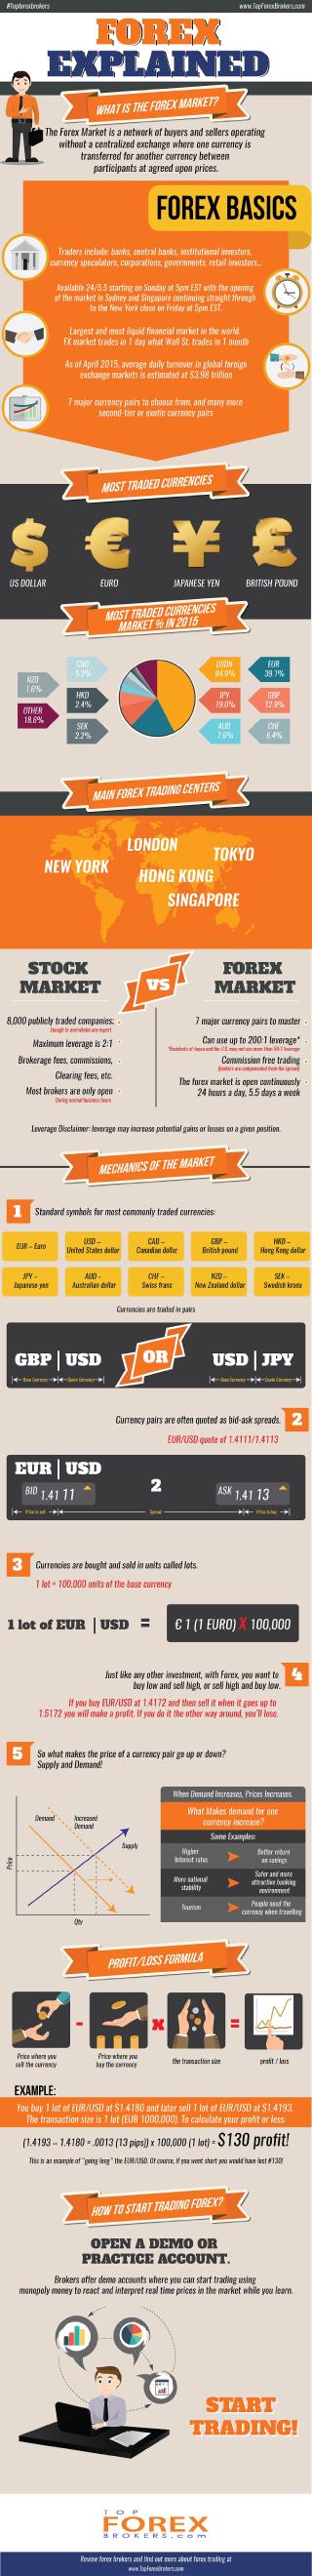 #Topforexbrokers
www.TopForexBrokers.com
FOREX
EXPLAINED
WHAT IS THE FOREX MARKET?
The Forex Market is a network of buyers and sellers operating
without a centralized exchange where one currency is
transferred for another currency between
participants at agreed upon prices.
FOREX BASICS
Traders include: banks, central banks, institutional investors,
currency speculators, corporations, governments, retail investors...
Available 24/5.5 starting on Sunday at 5pm EST with the opening
of the market in Sydney and Singapore continuing straight through
to the New York close on Friday at 5pm EST.
Largest and most liquid financial market in the world.
FX market trades in 1 day what Wall St. trades in 1 month
As of April 2015, average daily turnover in global foreign
exchange markets is estimated at $3.98 trillion
7 major currency pairs to choose from, and many more
second-tier or exotic currency pairs
MOST TRADED CURRENCIES
$ € ¥ £
US DOLLAR
EURO
JAPANESE YEN
BRITISH POUND
MOST TRADED CURRENCIES
MARKET % IN 2015
NZD
1.6%
OTHER
18.6%
CAD
5.3%
HKD
2.4%
SEK
2.2%
84.9%
JPY
19.0%
AUD
7.6%
EUR
39.1%
GBP
12.9%
CHF
6.4%
MAIN FOREX TRADING CENTERS
LONDON
NEW YORK
TOKYO
HONG KONG
SINGAPORE
STOCK
MARKET
VS
FOREX
MARKET
8,000 publicly traded companies:
Enough to overwhelm any expert
Maximum leverage is 2:1
Brokerage fees, commissions,
Clearing fees, etc.
Most brokers are only open
During normal business hours
7 major currency pairs to master
Can use up to 200:1 leverage*
*Residents of Japan and the U.S. may not use more than 50:1 leverage
Commission free trading
(brokers are compensated from the spread)
The forex market is open continuously
24 hours a day, 5.5 days a week
Leverage Disclaimer: leverage may increase potential gains or losses on a given position.
MECHANICS OF THE MARKET
1
Standard symbols for most commonly traded currencies:
EUR – Euro
USD –
United States dollar
CAD –
Canadian dollar
GBP –
British pound
HKD –
Hong Kong dollar
JPY –
Japanese yen
AUD –
Australian dollar
CHF –
Swiss franc
NZD –
New Zealand dollar
SEK –
Swedish krona
Currencies are traded in pairs
GBP | USD
Base Currency
Quote Currency
OR
USD | JPY
Base Currency
Quote Currency
Currency pairs are often quoted as bid-ask spreads.
2
EUR/USD quote of 1.4111/1.4113
EUR | USD
BID 1.41 11
2
ASK 1.41 13
Price to sell
Spread
Price to buy
3
Currencies are bought and sold in units called lots.
1 lot = 100,000 units of the base currency
1 lot of EUR | USD = € 1 (1 EURO) X 100,000
Just like any other investment, with Forex, you want to
buy low and sell high, or sell high and buy low.
4
If you buy EUR/USD at 1.4172 and then sell it when it goes up to
1.5172 you will make a profit. If you do it the other way around, you'll lose.
5
So what makes the price of a currency pair go up or down?
Supply and Demand!
Demand
Increased
Demand
Supply
Price
Qty
When Demand Increases, Prices Increases.
What Makes demand for one
currency increase?
Some Examples:
Higher
Interest rates
Better return
on savings
More national
stability
Safer and more
attractive banking
environment
Tourism
People need the
currency when travelling
PROFIT/LOSS FORMULA
-
x
=
Price where you
sell the currency
Price where you
buy the currency
the transaction size
profit / loss
EXAMPLE:
You buy 1 lot of EUR/USD at $1.4180 and later sell 1 lot of EUR/USD at $1.4193.
The transaction size is 1 lot (EUR 1000,000). To calculate your profit or loss:
(1.4193 – 1.4180 = .0013 (13 pips)) x 100,000 (1 lot) = $130 profit!
This is an example of "going long" the EUR/USD. Of course, if you went short you would have lost #130!
HOW TO START TRADING FOREX?
OPEN A DEMO OR
PRACTICE ACCOUNT.
Brokers offer demo accounts where you can start trading using
monopoly money to react and interpret real time prices in the market while you learn.
START
TRADING!
TOP
FOREX
BROKERS.com
Review forex brokers and find out more about forex trading at
www.TopForexBrokers.com